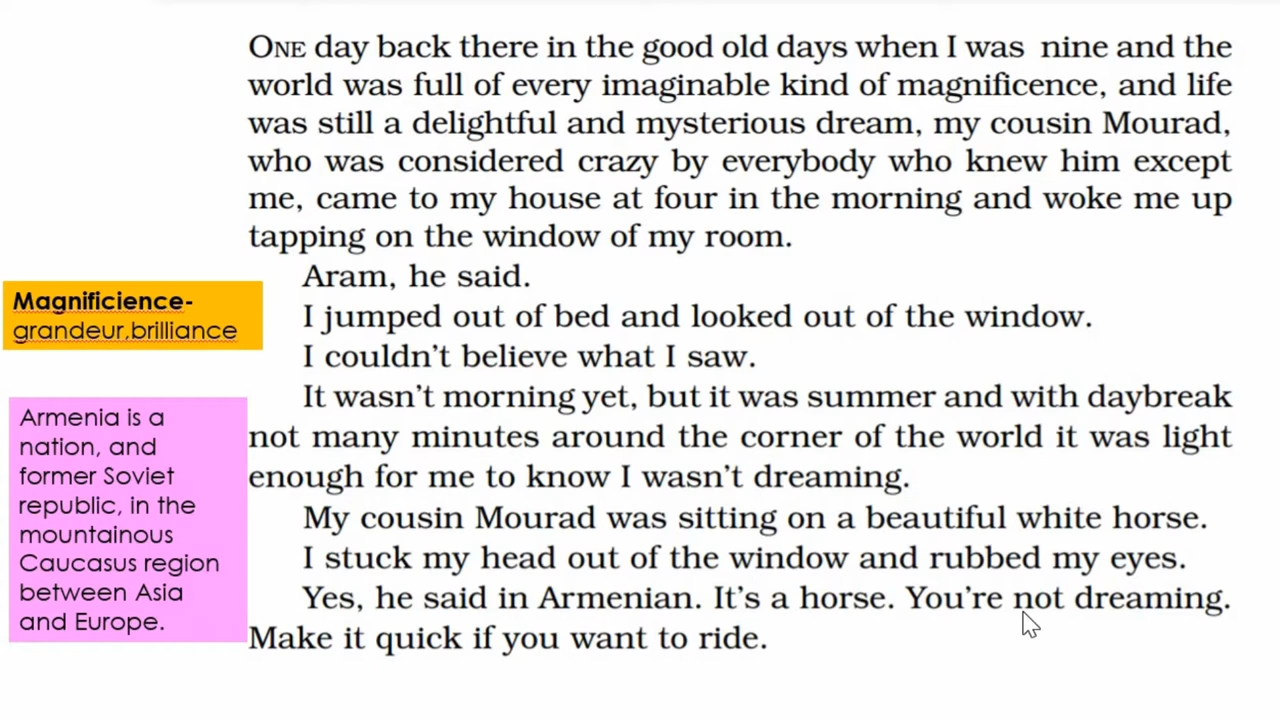 ONE day back there in the good old days when I was nine and the
world was full of every imaginable kind of magnificence, and life
was still a delightful and mysterious dream, my cousin Mourad,
who was considered crazy by everybody who knew him except
me, came to my house at four in the morning and woke me up
tapping on the window of my room.
Aram, he said.
I jumped out of bed and looked out of the window.
I couldn't believe what I saw.
It wasn't morning yet, but it was summer and with daybreak
not many minutes around the corner of the world it was light
enough for me to know I wasn't dreaming.
My cousin Mourad was sitting on a beautiful white horse.
I stuck my head out of the window and rubbed my eyes.
Yes, he said in Armenian. It's a horse. You're not dreaming.
Make it quick if you want to ride.
Magnificience-
grandeur,brilliance
Armenia is a
nation, and
former Soviet
republic, in the
mountainous
Caucasus region
between Asia
and Europe.